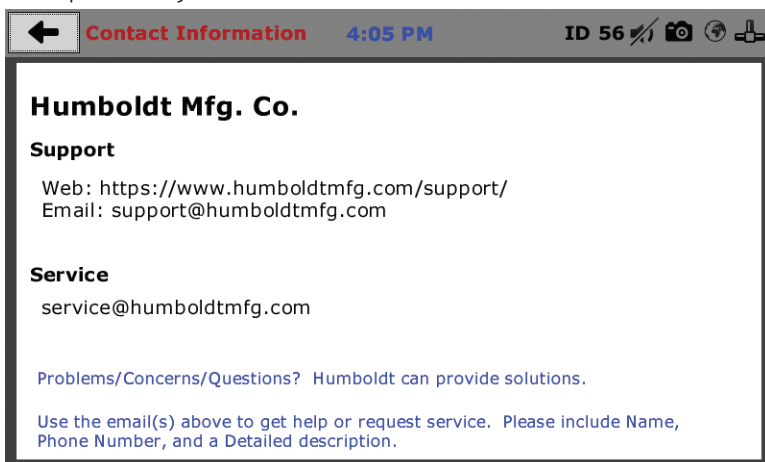 Contact Information 4:05 PM ID 56
Humboldt Mfg. Co.
Support
Web: https://www.humboldtmfg.com/support/
Email: support@humboldtmfg.com
Service
service@humboldtmfg.com
Problems/Concerns/Questions? Humboldt can provide solutions.
Use the email(s) above to get help or request service. Please include Name,
Phone Number, and a Detailed description.